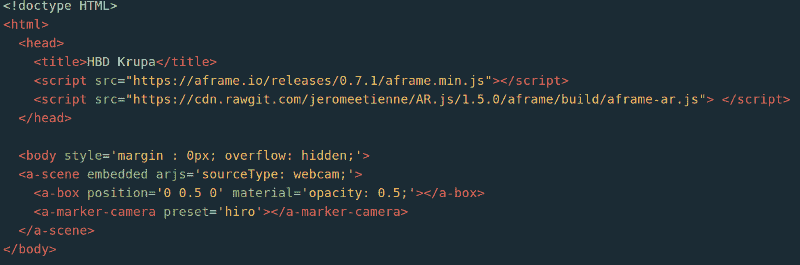 <!doctype HTML>
<html>
  <head>
    <title>HBD Krupa</title>
    <script src="https://aframe.io/releases/0.7.1/aframe.min.js"></script>
    <script src="https://cdn.rawgit.com/jeromeetienne/AR.js/1.5.0/aframe/build/aframe-ar.js"> </script>
  </head>

  <body style='margin : 0px; overflow: hidden;'>
  <a-scene embedded arjs='sourceType: webcam;'>
    <a-box position='0 0.5 0' material='opacity: 0.5;'></a-box>
    <a-marker-camera preset='hiro'></a-marker-camera>
  </a-scene>
</body>